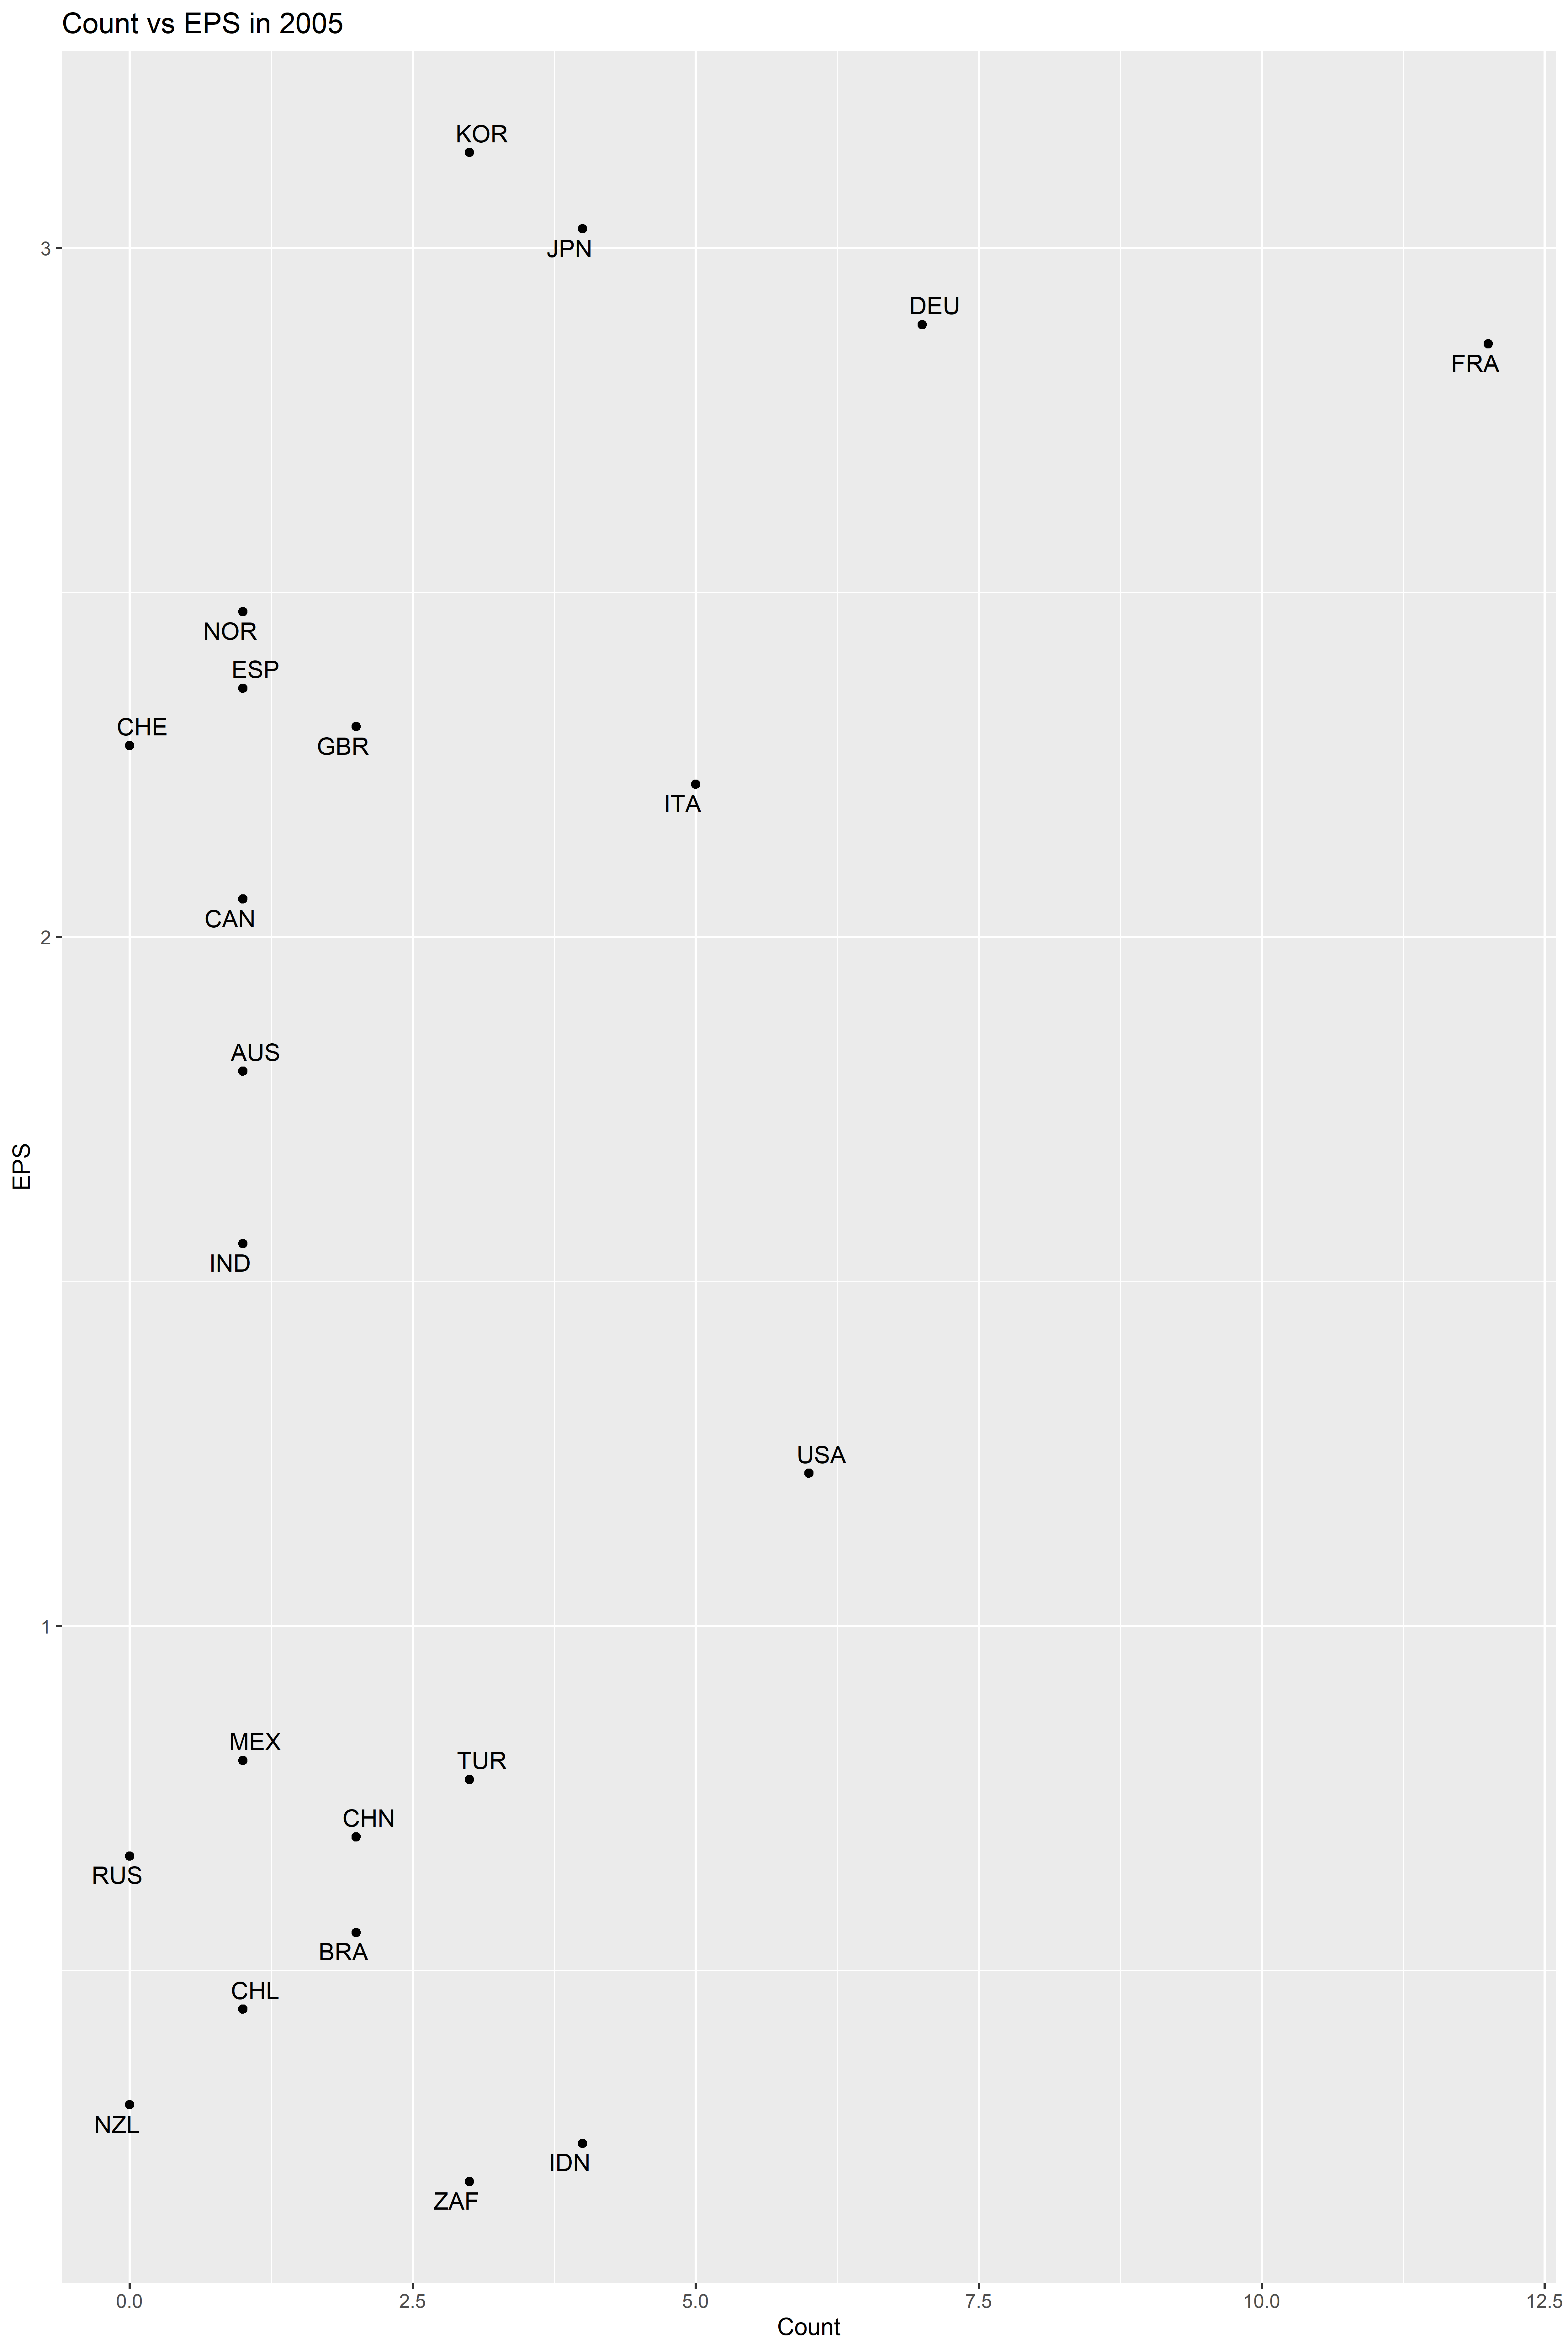 Count vs EPS in 2005
KOR
JPN
3
DEU
FRA
NOR
ESP
CHE
GBR
ITA
CAN
2
AUS
EPS
IND
USA
1
MEX
TUR
CHN
RUS
BRA
CHL
NZL
IDN
ZAF
0.0 2.5 5.0 7.5 10.0 12.5
Count